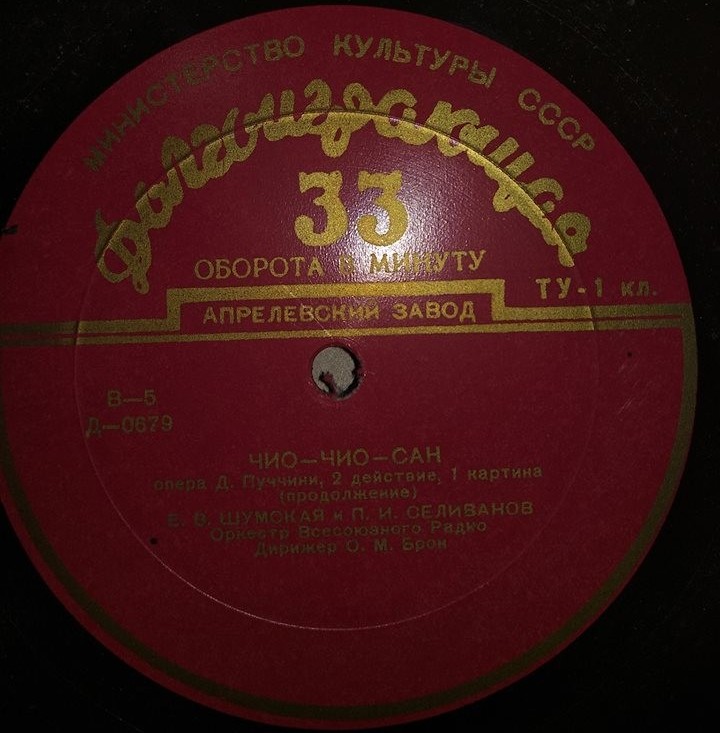 МИНИСТЕРСТВО КУЛЬТУРЫ СССР
Долгоиграющая
33
ОБОРОТА В МИНУТУ
ТУ-1 кл.
АПРЕЛЕВСКИЙ ЗАВОД
В—5
Д—0679
ЧИО—ЧИО—САН
опера Д. Пуччини, 2 действие, 1 картина
(продолжение)
Е. В. ШУМСКАЯ и П. И. СЕЛИВАНОВ
Оркестр Всесоюзного Радио
Дирижер О. М. Брон